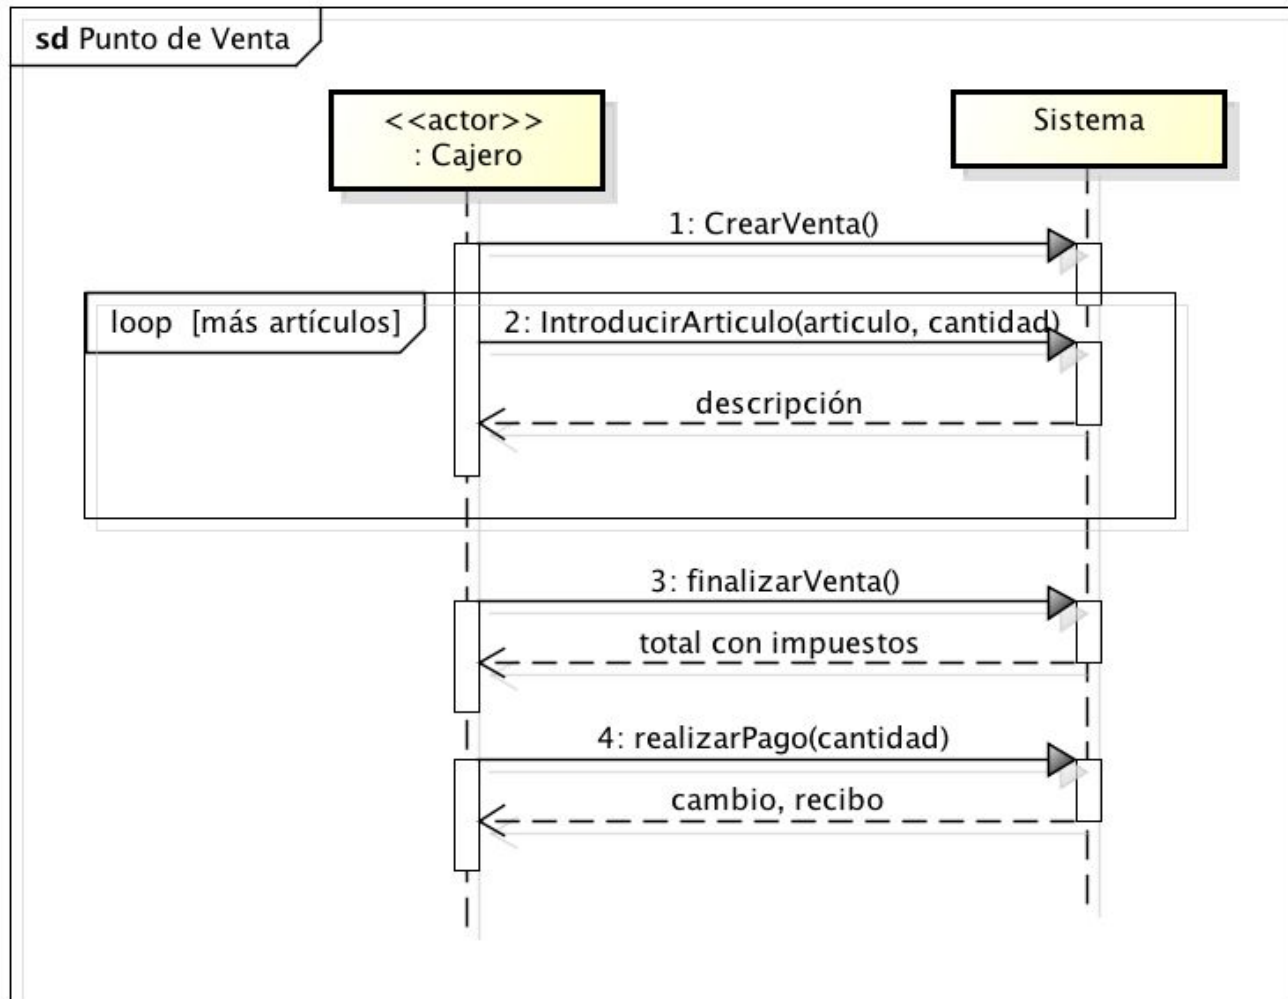 sd Punto de Venta
<<actor>>
: Cajero
Sistema
1: CrearVenta()
loop [más artículos]
2: IntroducirArticulo(articulo, cantidad)
descripción
3: finalizarVenta()
total con impuestos
4: realizarPago(cantidad)
cambio, recibo